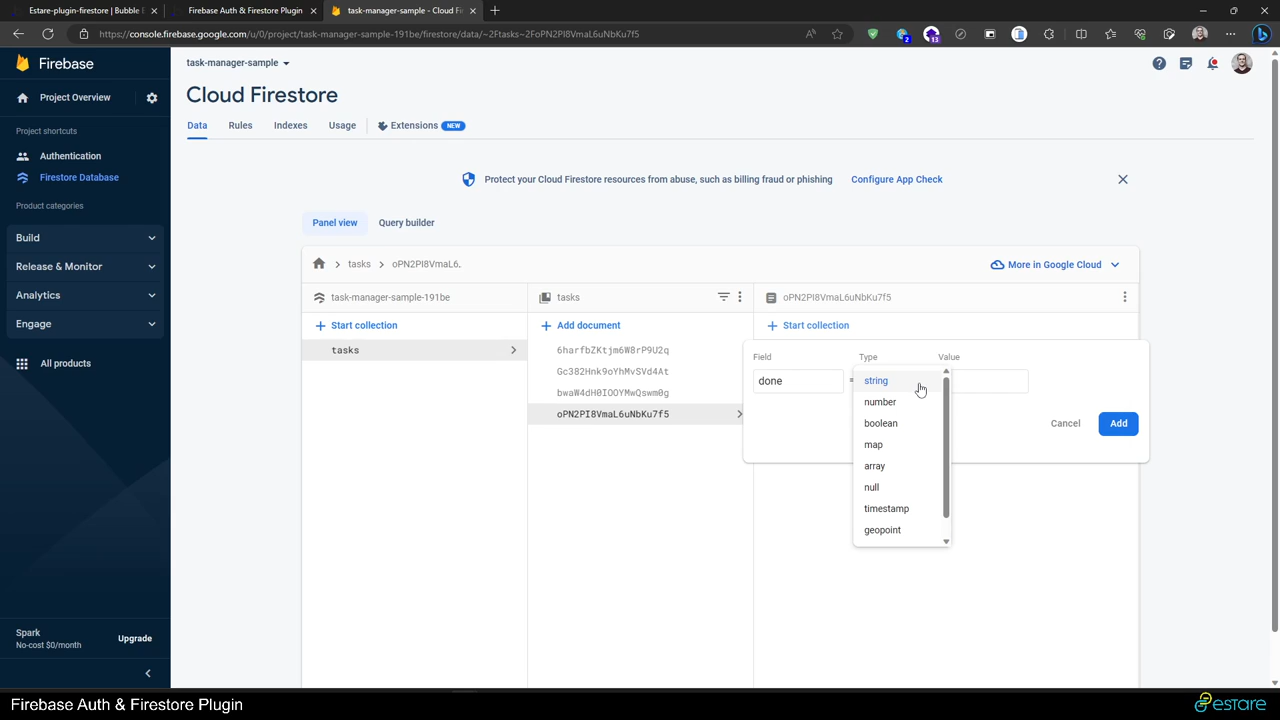 Estare-plugin-firestore | Bubble
Firebase Auth & Firestore Plugin
task-manager-sample - Cloud Fire
https://console.firebase.google.com/u/0/project/task-manager-sample-191be/firestore/data/~2Ftasks~2FoPN2PI8VmaL6uNbKu7f5
2
13
Firebase
Project Overview
Project shortcuts
Authentication
Firestore Database
Product categories
Build
Release & Monitor
Analytics
Engage
All products
Spark
No-cost $0/month
Upgrade
task-manager-sample
Cloud Firestore
Data
Rules
Indexes
Usage
Extensions NEW
Protect your Cloud Firestore resources from abuse, such as billing fraud or phishing
Configure App Check
Panel view
Query builder
tasks
oPN2PI8VmaL6.
More in Google Cloud
task-manager-sample-191be
Start collection
tasks
tasks
Add document
6harfbZKtjm6W8rP9U2q
Gc382Hnk9oYhMvSVd4At
bwaW4dH0IOOYMwQswm0g
oPN2PI8VmaL6uNbKu7f5
oPN2PI8VmaL6uNbKu7f5
Start collection
Field
Type
Value
done
=
string
number
boolean
map
array
null
timestamp
geopoint
Cancel
Add
Firebase Auth & Firestore Plugin
estare